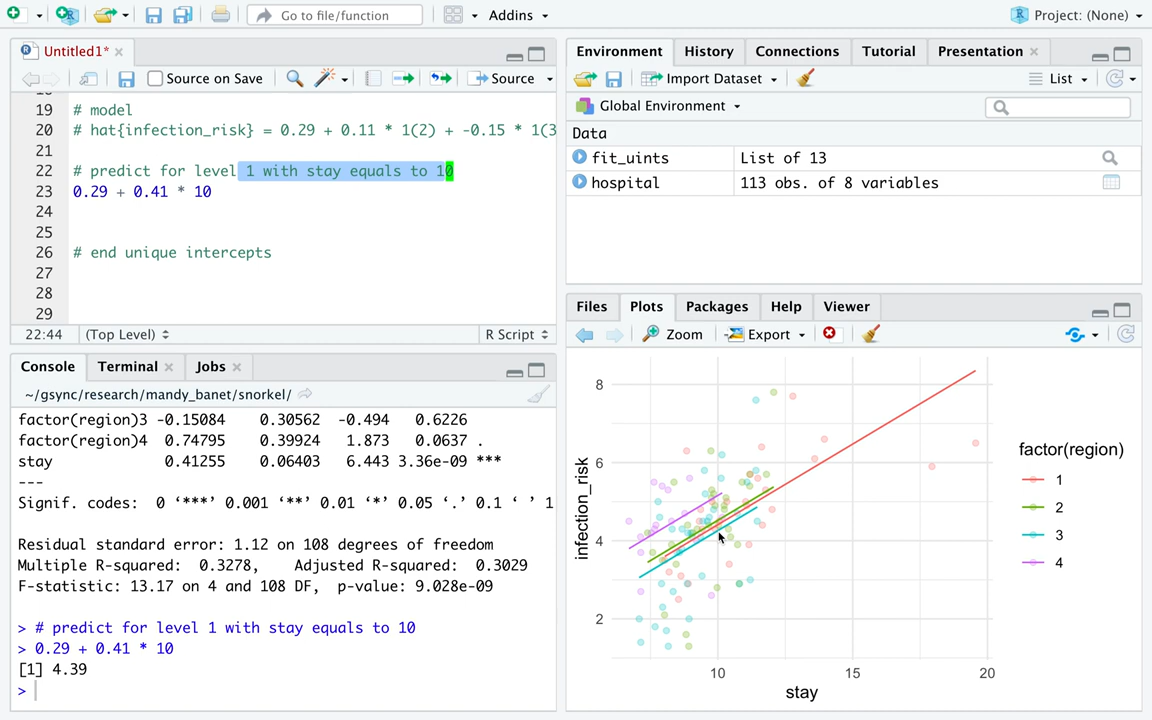 Go to file/function
Addins
Project: (None)
Untitled1*
Source on Save
Source
19 # model
20 # hat{infection_risk} = 0.29 + 0.11 * 1(2) + -0.15 * 1(3
21
22 # predict for level 1 with stay equals to 10
23 0.29 + 0.41 * 10
24
25
26 # end unique intercepts
27
28
29
22:44 (Top Level) R Script
Console Terminal Jobs
~/gsync/research/mandy_banet/snorkel/
factor(region)3 -0.15084 0.30562 -0.494 0.6226
factor(region)4 0.74795 0.39924 1.873 0.0637 .
stay 0.41255 0.06403 6.443 3.36e-09 ***
---
Signif. codes: 0 ‘***’ 0.001 ‘**’ 0.01 ‘*’ 0.05 ‘.’ 0.1 ‘ ’ 1
Residual standard error: 1.12 on 108 degrees of freedom
Multiple R-squared: 0.3278, Adjusted R-squared: 0.3029
F-statistic: 13.17 on 4 and 108 DF, p-value: 9.028e-09
> # predict for level 1 with stay equals to 10
> 0.29 + 0.41 * 10
[1] 4.39
>
Environment History Connections Tutorial Presentation
Import Dataset List
Global Environment
Data
fit_uints List of 13
hospital 113 obs. of 8 variables
Files Plots Packages Help Viewer
Zoom Export
8
6
4
2
infection_risk
10 15 20
stay
factor(region)
1
2
3
4